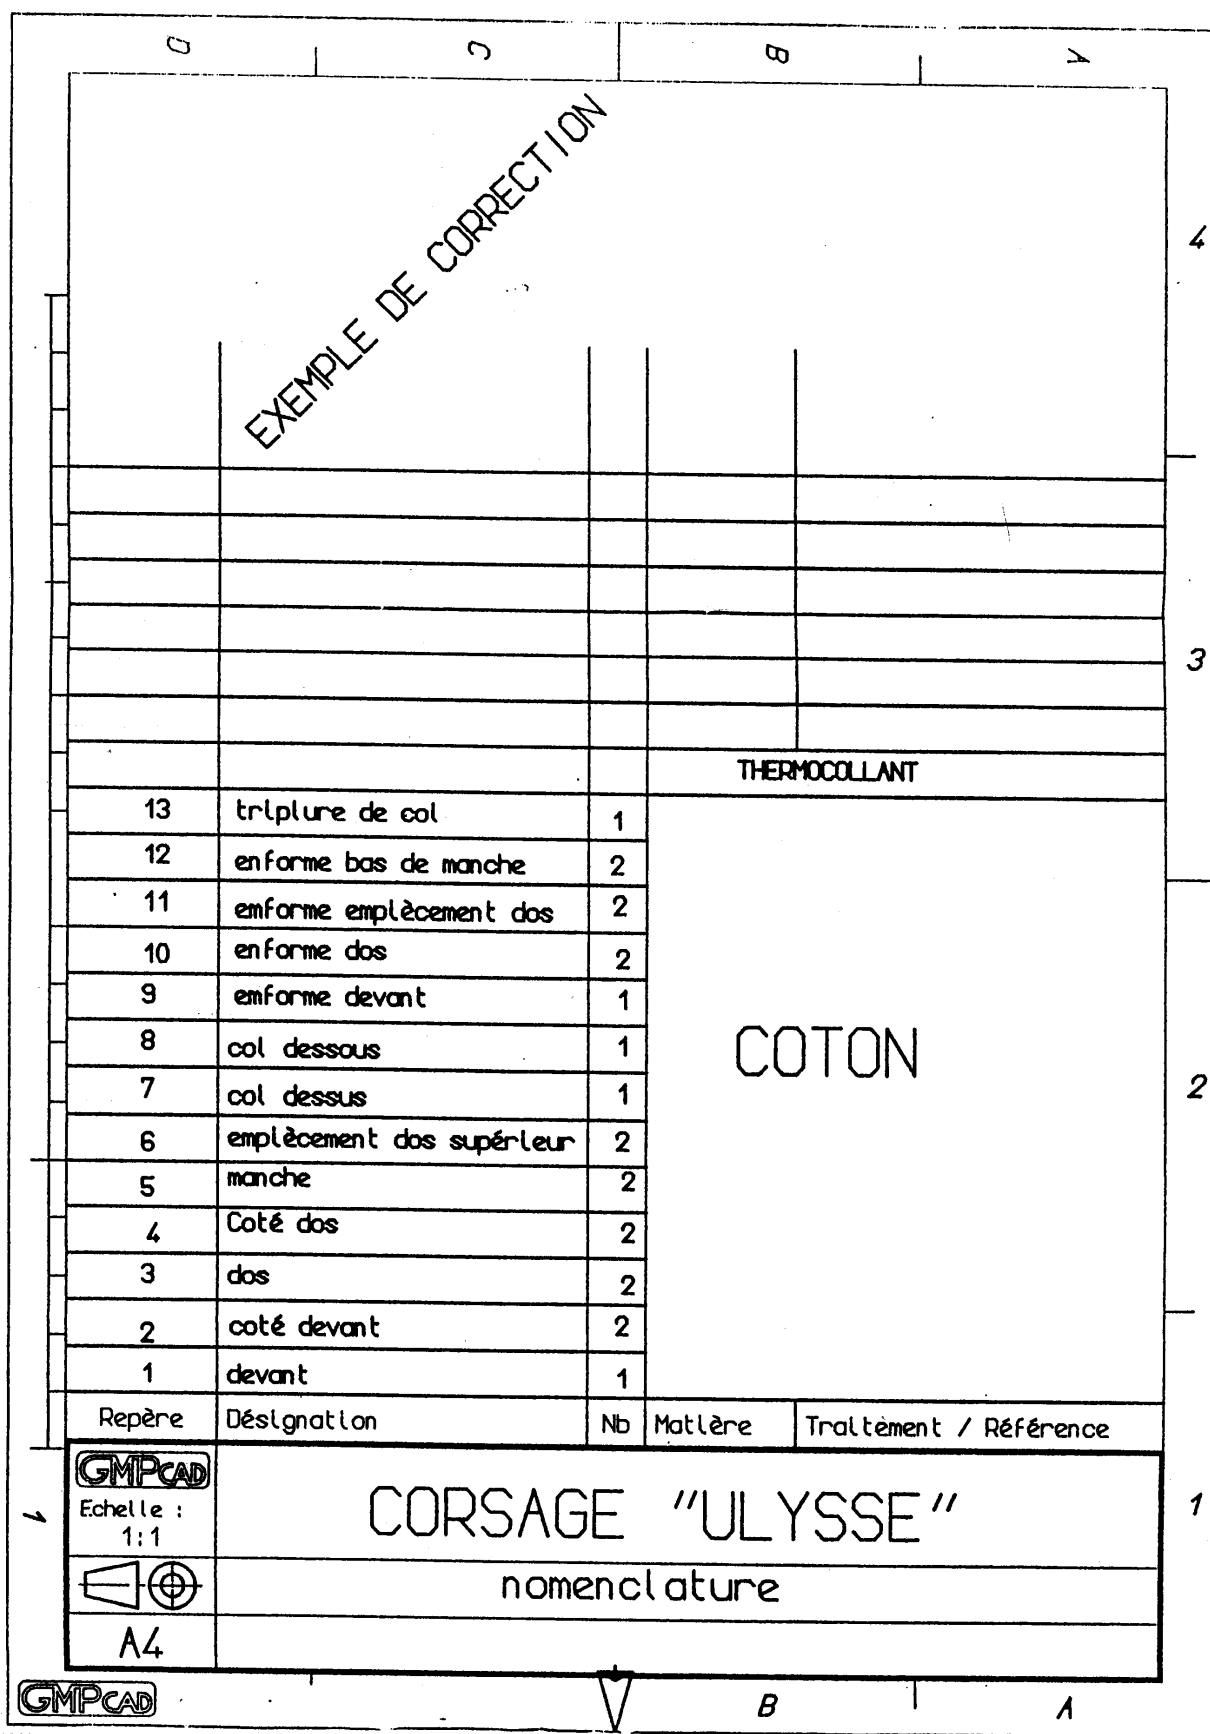 D C B A
EXEMPLE DE CORRECTION
4
3
THERMOCOLLANT
13 triplure de col 1
12 enforme bas de manche 2
11 emforme emplècement dos 2
10 enforme dos 2
9 emforme devant 1
8 col dessous 1
COTON
7 col dessus 1
2
6 emplècement dos supérieur 2
5 manche 2
4 Coté dos 2
3 dos 2
2 coté devant 2
1 devant 1
Repère Désignation Nb Matière Traitèment / Référence
GMPCAD
Echelle :
1:1
CORSAGE "ULYSSE"
1 1
nomenclature
A4
GMPCAD
B A